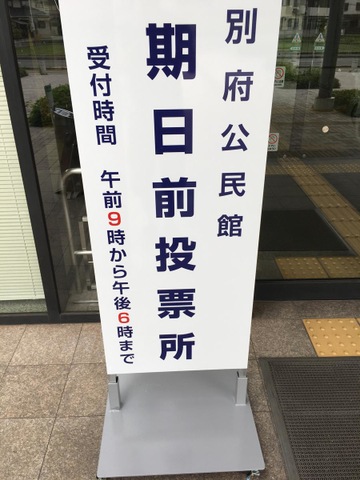 別府公民館
期日前投票所
受付時間 午前9時から午後6時まで